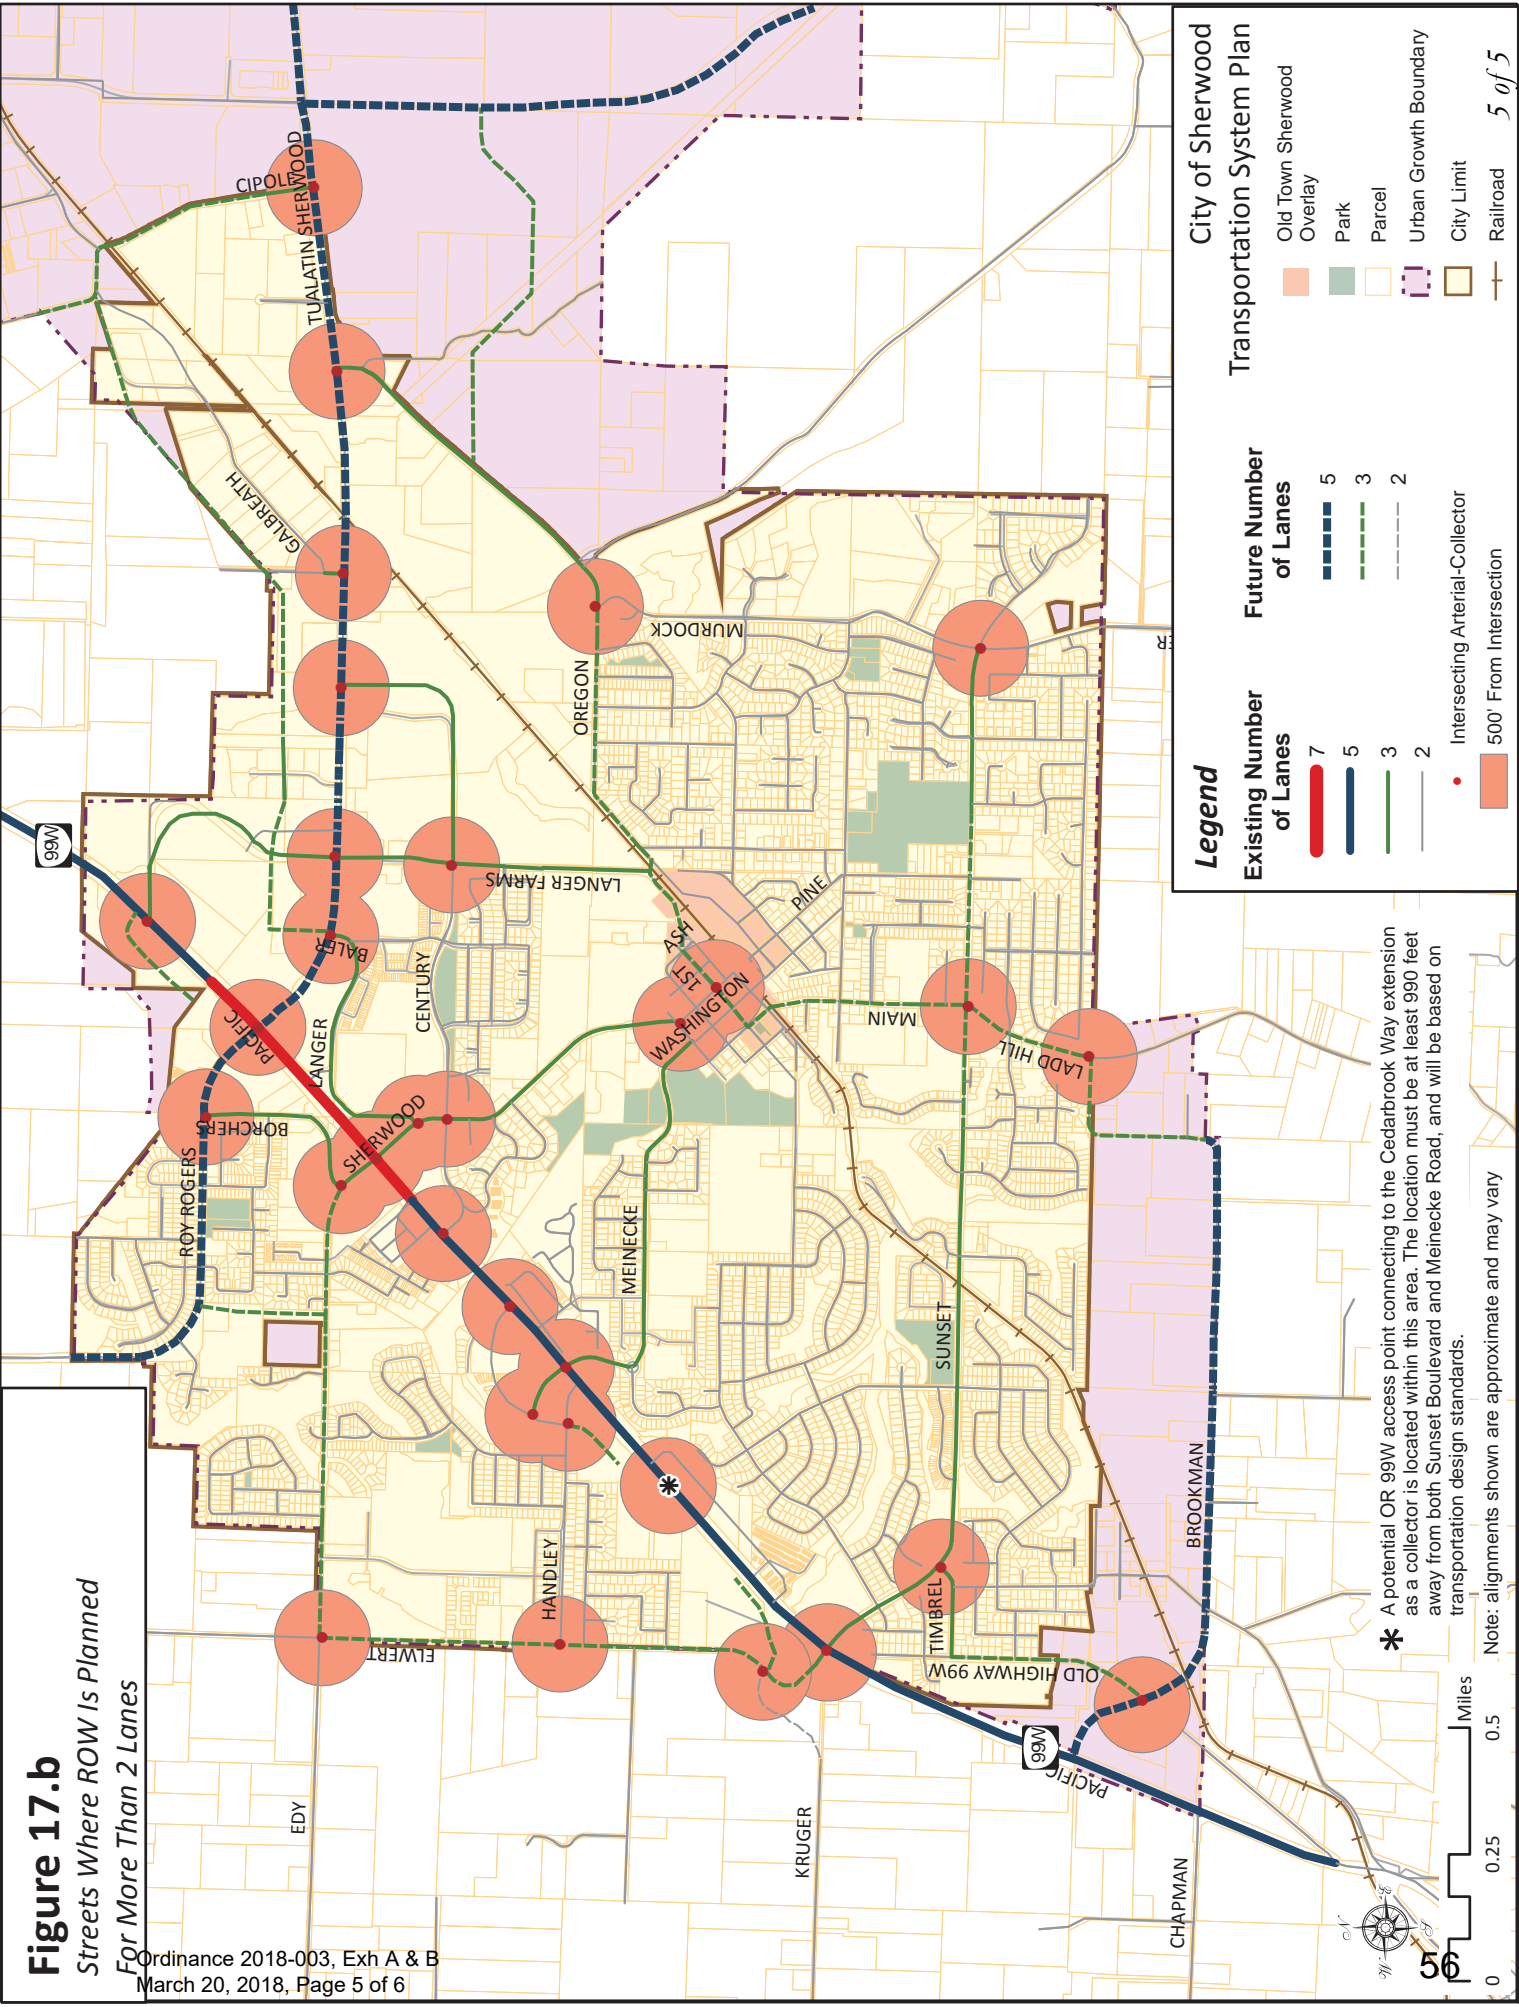 Figure 17.b
Streets Where ROW Is Planned
For More Than 2 Lanes
Ordinance 2018-003, Exh A & B
March 20, 2018, Page 5 of 6
99W
CIPOLE
TUALATIN SHERWOOD
GALBREATH
OREGON
MURDOCK
LANGER FARMS
BALER
CENTURY
LANGER
PACIFIC
BORCHERS
SHERWOOD
ROY ROGERS
ASH
1ST
WASHINGTON
PINE
MAIN
LADD HILL
MEINECKE
SUNSET
BROOKMAN
HANDLEY
TIMBREL
ELWERT
OLD HIGHWAY 99W
99W
PACIFIC
EDY
KRUGER
CHAPMAN
ER
City of Sherwood
Transportation System Plan
Legend
Existing Number
of Lanes
7
5
3
2
Intersecting Arterial-Collector
500' From Intersection
Future Number
of Lanes
5
3
2
Old Town Sherwood
Overlay
Park
Parcel
Urban Growth Boundary
City Limit
Railroad
5 of 5
* A potential OR 99W access point connecting to the Cedarbrook Way extension
as a collector is located within this area. The location must be at least 990 feet
away from both Sunset Boulevard and Meinecke Road, and will be based on
transportation design standards.
Note: alignments shown are approximate and may vary
0 0.25 0.5
Miles
N
E
S
W
56